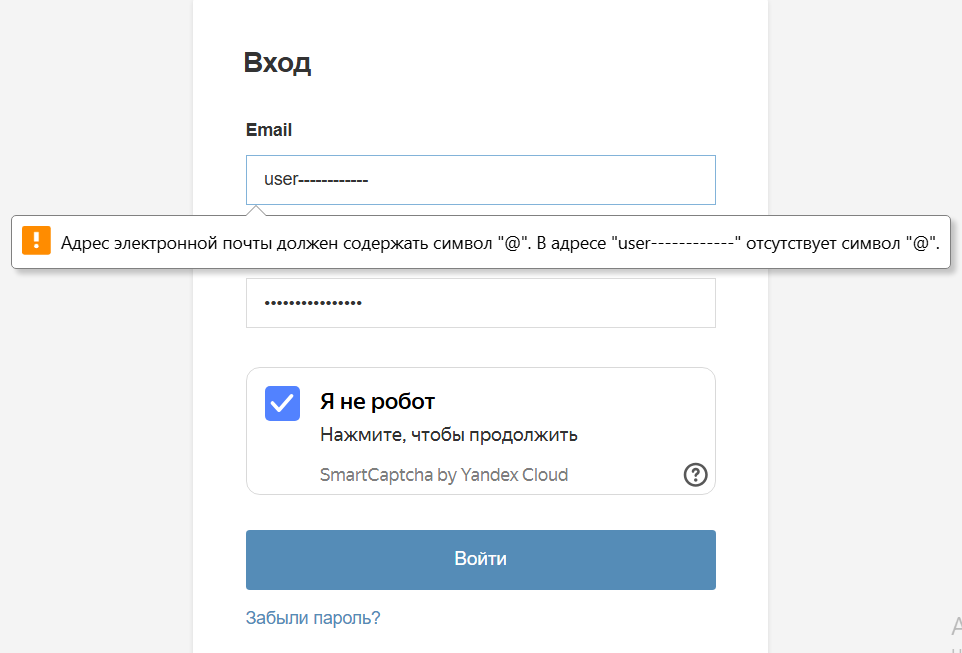 Вход
Email
user------------
Адрес электронной почты должен содержать символ "@". В адресе "user------------" отсутствует символ "@".
••••••••••••••••
Я не робот
Нажмите, чтобы продолжить
SmartCaptcha by Yandex Cloud
Войти
Забыли пароль?